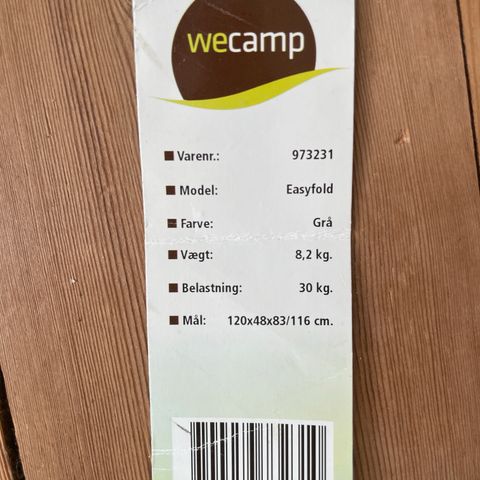 wecamp
Varenr.: 973231
Model: Easyfold
Farve: Grå
Vægt: 8,2 kg.
Belastning: 30 kg.
Mål: 120x48x83/116 cm.